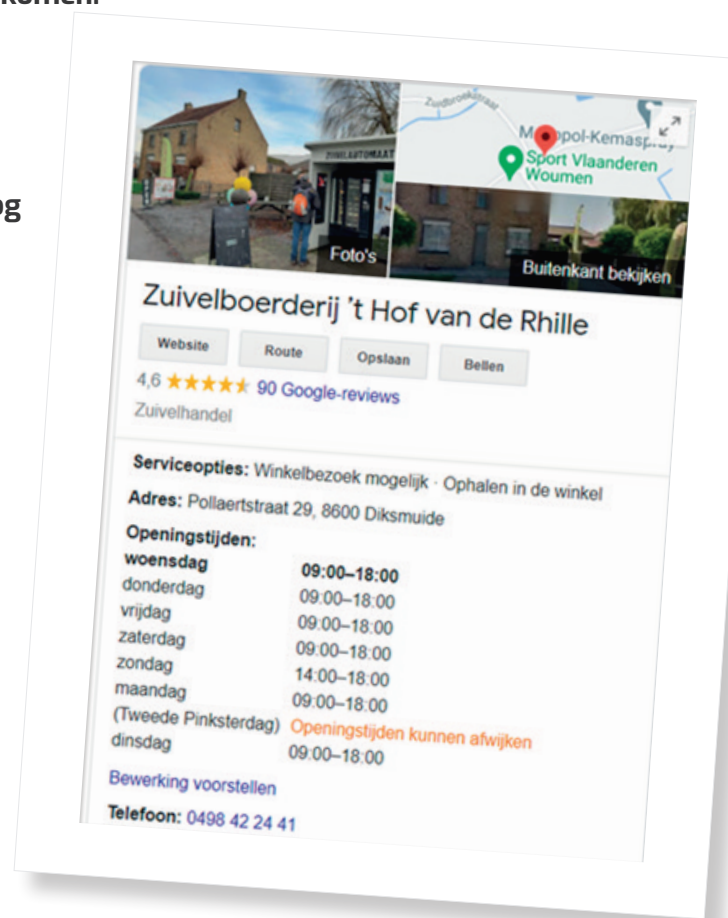 komen.
og
ZUIVELAUTOMAAT
Foto's
Zuidbroekstraat
Sport Vlaanderen
Woumen
Buitenkant bekijken
Zuivelboerderij 't Hof van de Rhille
Website Route Opslaan Bellen
4,6 90 Google-reviews
Zuivelhandel
Serviceopties: Winkelbezoek mogelijk · Ophalen in de winkel
Adres: Pollaertstraat 29, 8600 Diksmuide
Openingstijden:
woensdag 09:00–18:00
donderdag 09:00–18:00
vrijdag 09:00–18:00
zaterdag 09:00–18:00
zondag 14:00–18:00
maandag 09:00–18:00
(Tweede Pinksterdag) Openingstijden kunnen afwijken
dinsdag 09:00–18:00
Bewerking voorstellen
Telefoon: 0498 42 24 41